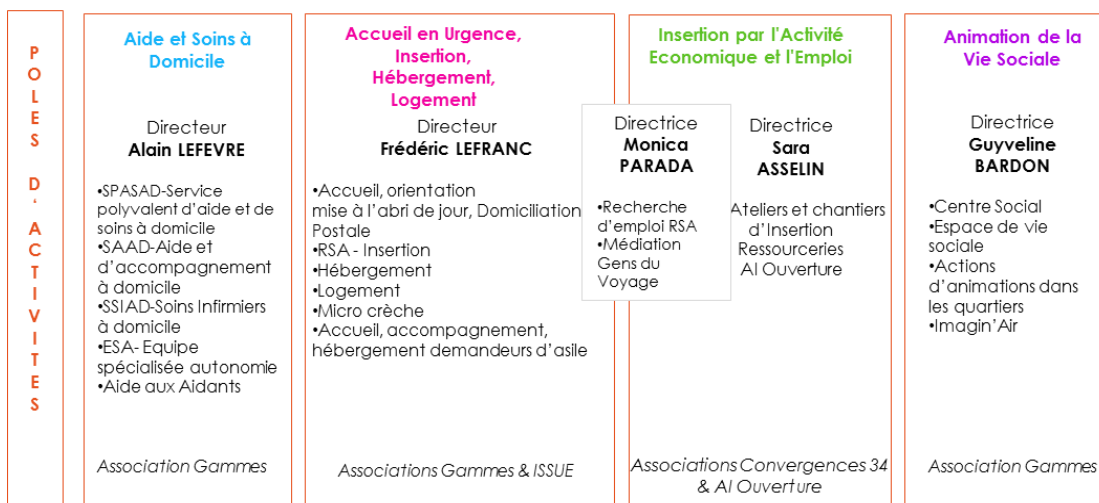 POLES D'ACTIVITES
Aide et Soins à
Domicile
Directeur
Alain LEFEVRE
•SPASAD-Service
polyvalent d'aide et de
soins à domicile
•SAAD-Aide et
d'accompagnement
à domicile
•SSIAD-Soins Infirmiers
à domicile
•ESA- Equipe
spécialisée autonomie
•Aide aux Aidants
Association Gammes
Accueil en Urgence,
Insertion,
Hébergement,
Logement
Directeur
Frédéric LEFRANC
•Accueil, orientation
mise à l'abri de jour, Domiciliation
Postale
•RSA - Insertion
•Hébergement
•Logement
•Micro crèche
•Accueil, accompagnement,
hébergement demandeurs d'asile
Associations Gammes & ISSUE
Insertion par l'Activité
Economique et l'Emploi
Directrice
Monica
PARADA
•Recherche
d'emploi RSA
•Médiation
Gens du
Voyage
Directrice
Sara
ASSELIN
Ateliers et chantiers
d'Insertion
Ressourceries
AI Ouverture
Associations Convergences 34
& AI Ouverture
Animation de la
Vie Sociale
Directrice
Guyveline
BARDON
•Centre Social
•Espace de vie
sociale
•Actions
d'animations dans
les quartiers
•Imagin'Air
Association Gammes